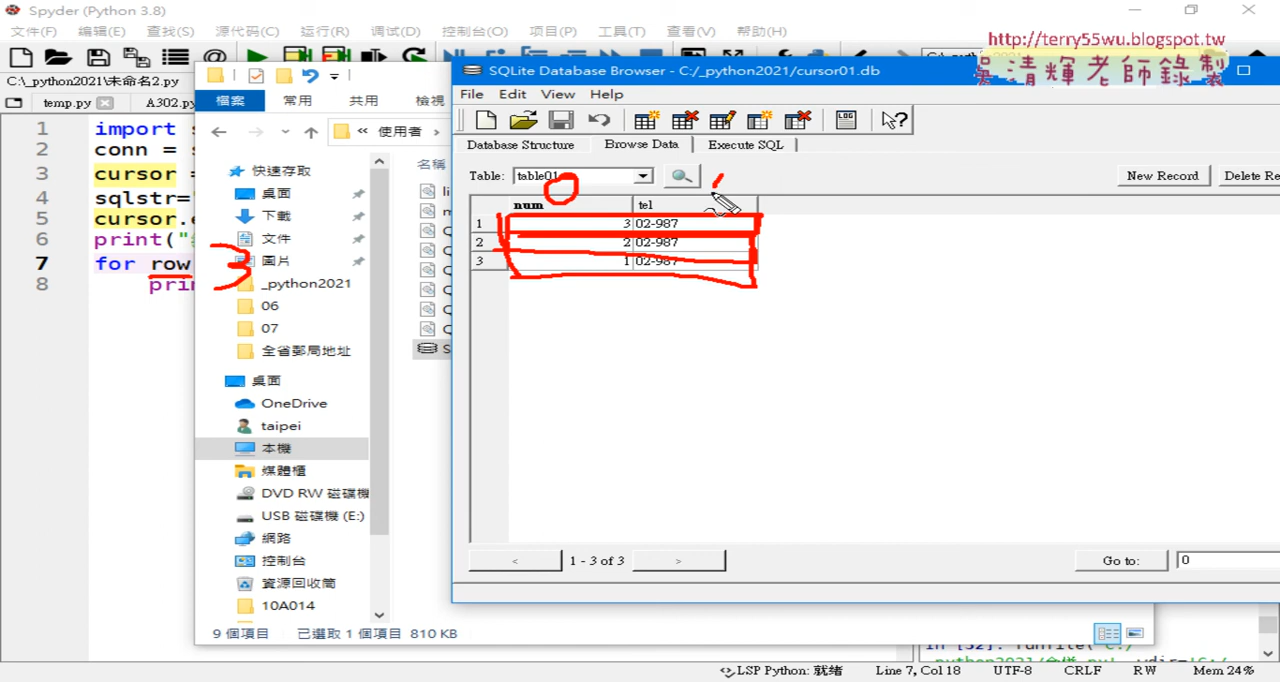 Spyder (Python 3.8)
文件(F) 编辑(E) 查找(S) 源代码(C) 运行(R) 调试(D) 控制台(O) 项目(P) 工具(T) 查看(V) 帮助(H)
http://terry55wu.blogspot.tw
吳清輝老師錄製
C:\_python2021\未命名2.py
temp.py
A302.py
1 import
2 conn =
3 cursor =
4 sqlstr=
5 cursor.
6 print("
7 for row
8 prin
檔案 常用 共用 檢視
« 使用者 ›
名稱
快速存取
桌面
下載
文件
圖片
_python2021
06
07
全省郵局地址
桌面
OneDrive
taipei
本機
媒體櫃
DVD RW 磁碟機
USB 磁碟機 (E:)
網路
控制台
資源回收筒
10A014
9 個項目 已選取 1 個項目 810 KB
SQLite Database Browser - C:/_python2021/cursor01.db
File Edit View Help
LOG
Database Structure Browse Data Execute SQL
Table: table01 New Record Delete Re
num tel
1 3 02-987
2 2 02-987
3 1 02-987
3
< 1 - 3 of 3 > Go to: 0
LSP Python: 就绪 Line 7, Col 18 UTF-8 CRLF RW Mem 24%